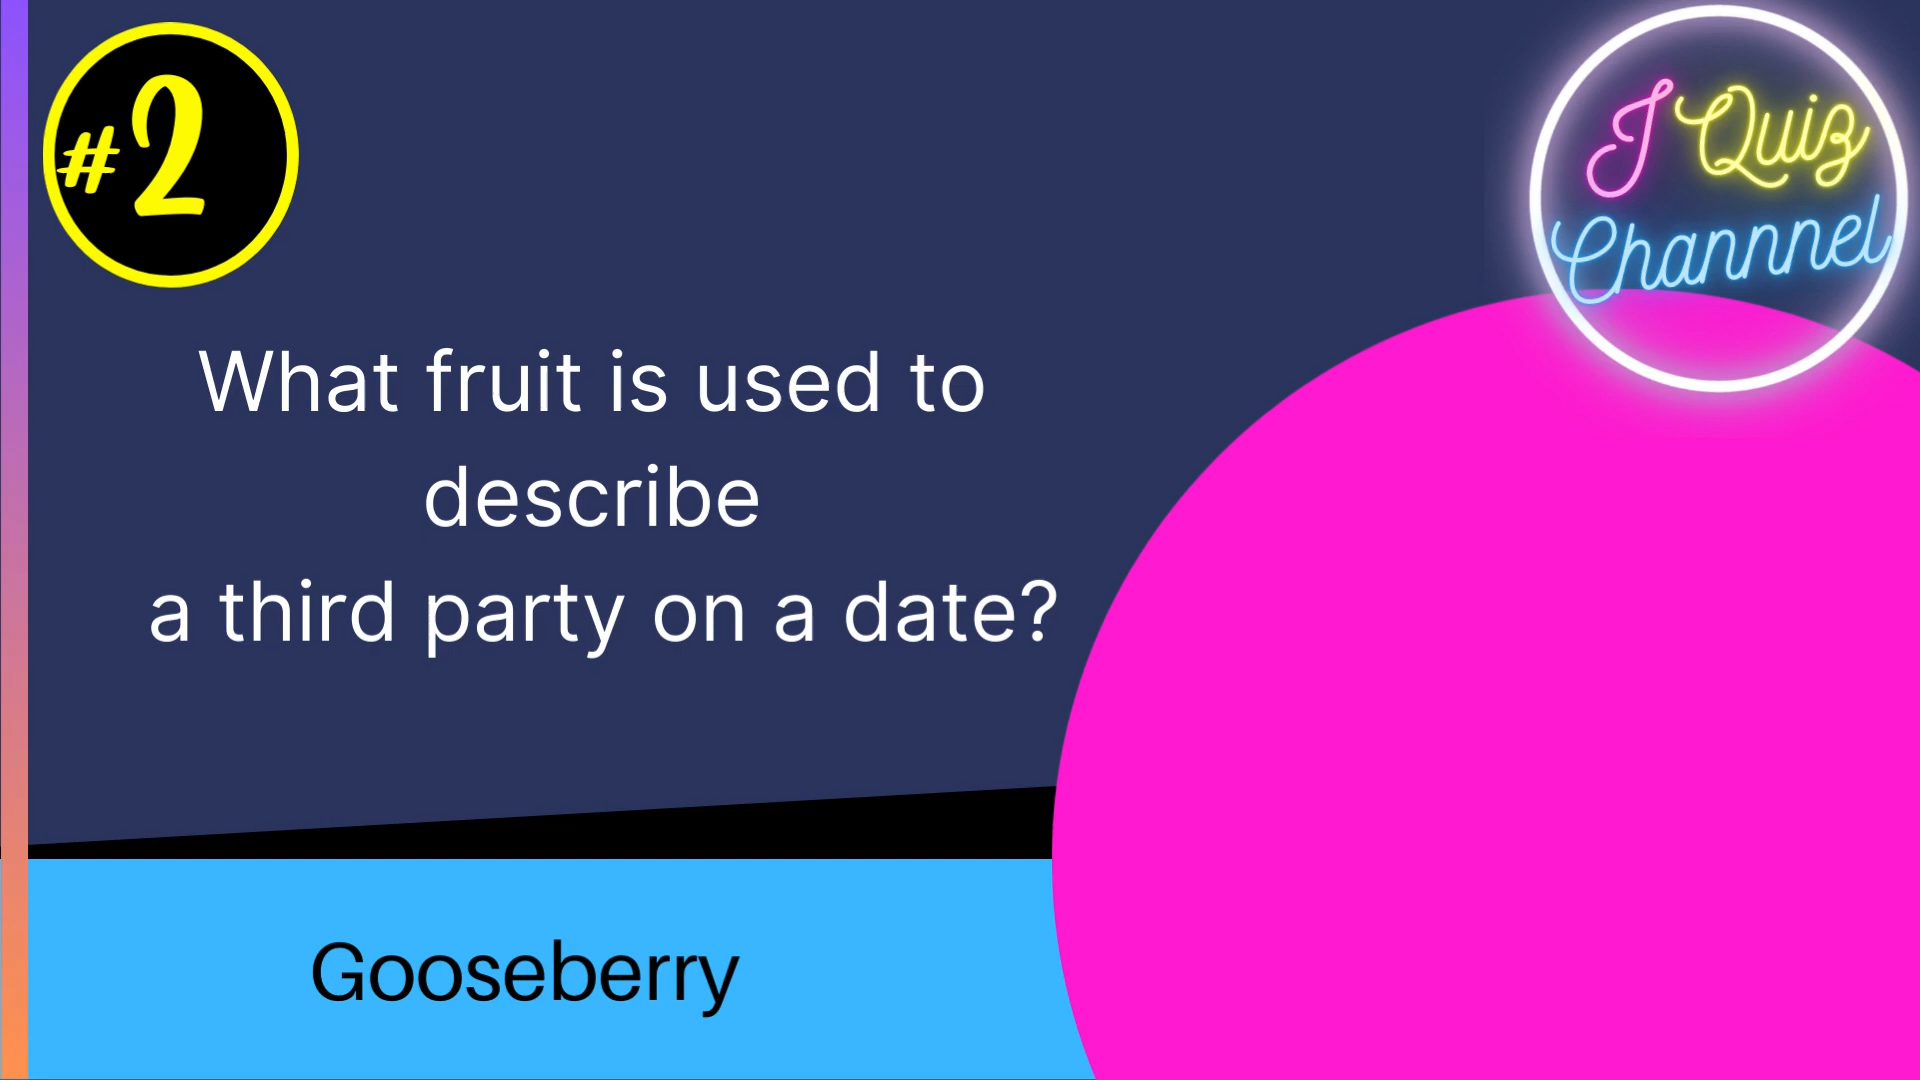 #2
I Quiz
Channnel
What fruit is used to
describe
a third party on a date?
Gooseberry